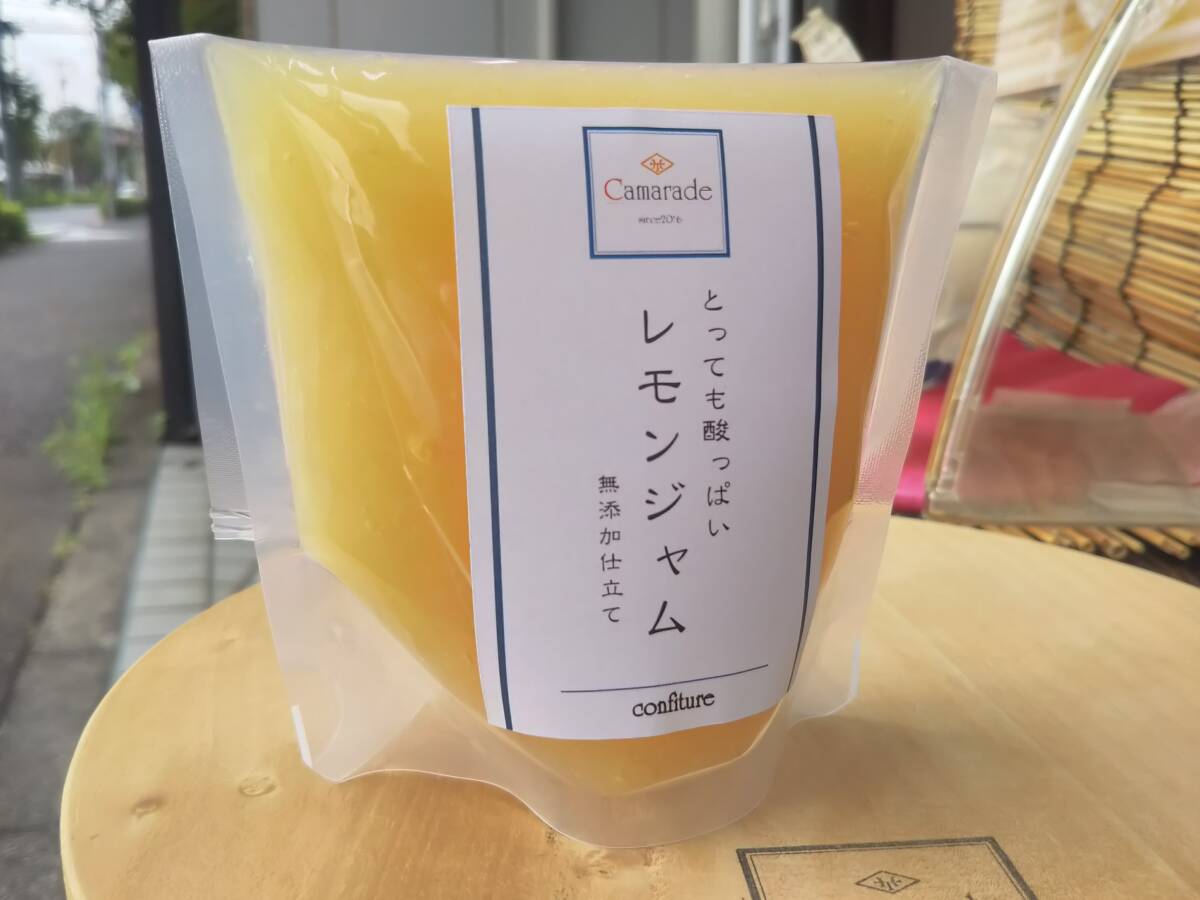 Camarade
since2016
とっても酸っぱい
レモンジャム
無添加仕立て
confiture